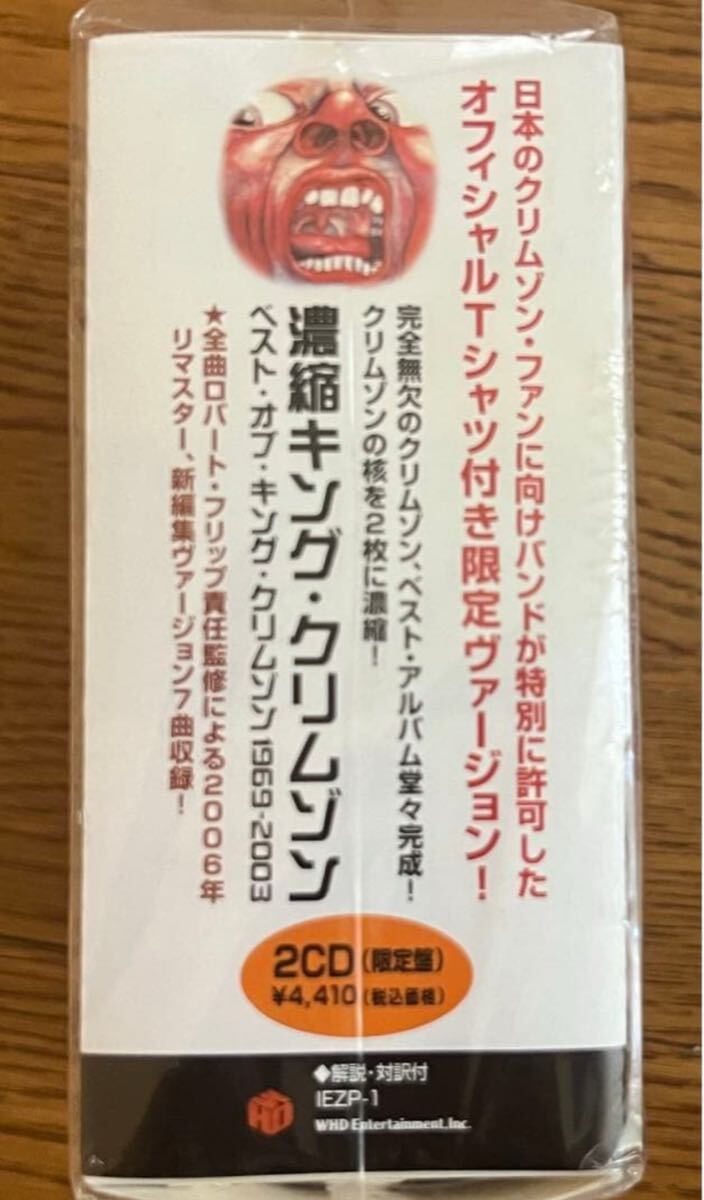 日本のクリムゾン・ファンに向けバンドが特別に許可した
オフィシャルTシャツ付き限定ヴァージョン！
完全無欠のクリムゾン、ベスト・アルバム堂々完成！
クリムゾンの核を2枚に濃縮！
濃縮キング・クリムゾン
ベスト・オブ・キング・クリムゾン1969-2003
★全曲ロバート・フリップ責任監修による2006年
リマスター、新編集ヴァージョン7曲収録！
2CD（限定盤）
¥4,410（税込価格）
◆解説・対訳付
IEZP-1
WHD Entertainment.Inc.